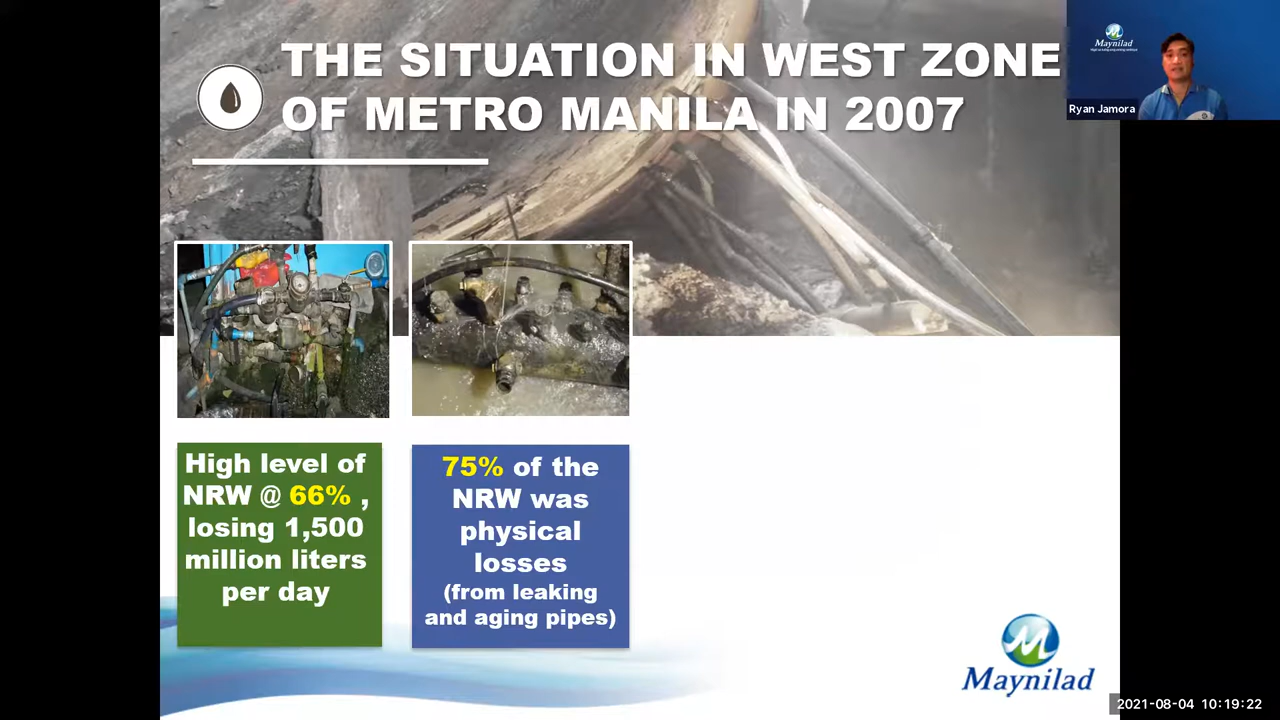 THE SITUATION IN WEST ZONE
OF METRO MANILA IN 2007
Maynilad
Ryan Jamora
High level of
NRW @ 66% ,
losing 1,500
million liters
per day
75% of the
NRW was
physical
losses
(from leaking
and aging pipes)
Maynilad
2021-08-04 10:19:22